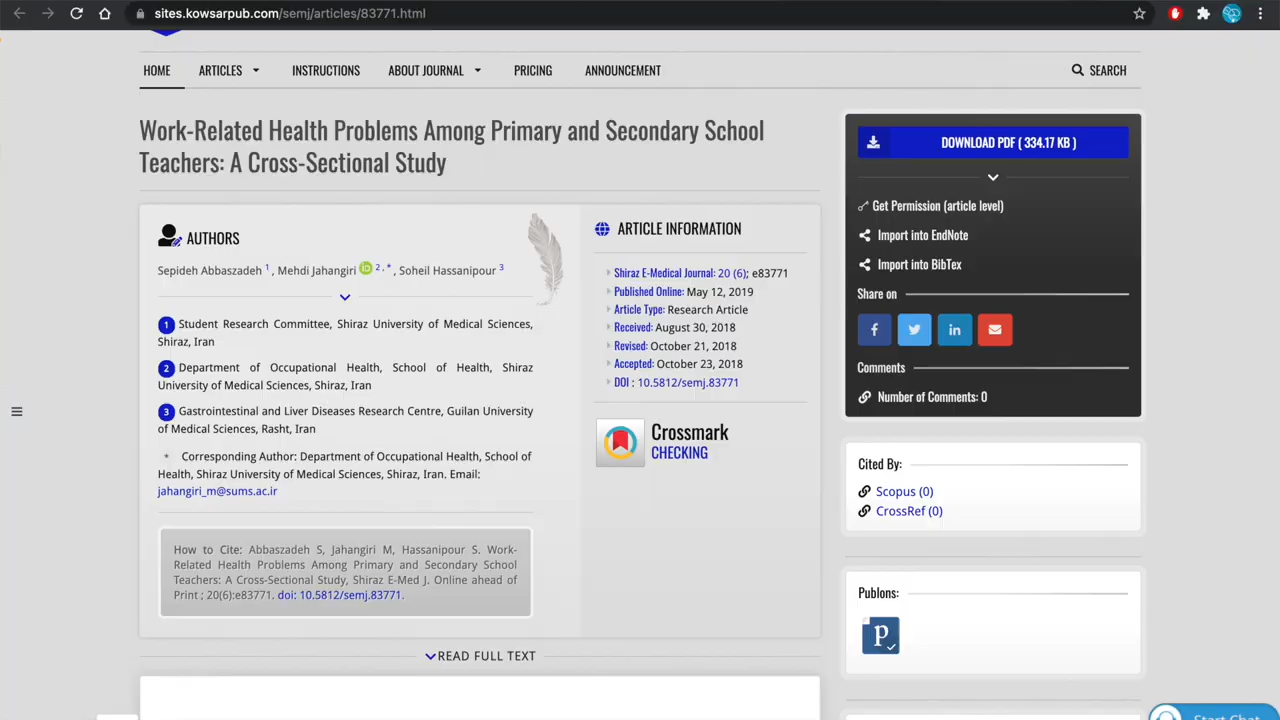 sites.kowsarpub.com/semj/articles/83771.html
HOME ARTICLES INSTRUCTIONS ABOUT JOURNAL PRICING ANNOUNCEMENT SEARCH
Work-Related Health Problems Among Primary and Secondary School
Teachers: A Cross-Sectional Study
AUTHORS
Sepideh Abbaszadeh 1 , Mehdi Jahangiri iD 2 , * , Soheil Hassanipour 3
1 Student Research Committee, Shiraz University of Medical Sciences,
Shiraz, Iran
2 Department of Occupational Health, School of Health, Shiraz
University of Medical Sciences, Shiraz, Iran
3 Gastrointestinal and Liver Diseases Research Centre, Guilan University
of Medical Sciences, Rasht, Iran
* Corresponding Author: Department of Occupational Health, School of
Health, Shiraz University of Medical Sciences, Shiraz, Iran. Email:
jahangiri_m@sums.ac.ir
How to Cite: Abbaszadeh S, Jahangiri M, Hassanipour S. Work-
Related Health Problems Among Primary and Secondary School
Teachers: A Cross-Sectional Study, Shiraz E-Med J. Online ahead of
Print ; 20(6):e83771. doi: 10.5812/semj.83771.
ARTICLE INFORMATION
Shiraz E-Medical Journal: 20 (6); e83771
Published Online: May 12, 2019
Article Type: Research Article
Received: August 30, 2018
Revised: October 21, 2018
Accepted: October 23, 2018
DOI : 10.5812/semj.83771
Crossmark
CHECKING
READ FULL TEXT
DOWNLOAD PDF ( 334.17 KB )
Get Permission (article level)
Import into EndNote
Import into BibTex
Share on
Comments
Number of Comments: 0
Cited By:
Scopus (0)
CrossRef (0)
Publons:
p
Start Chat